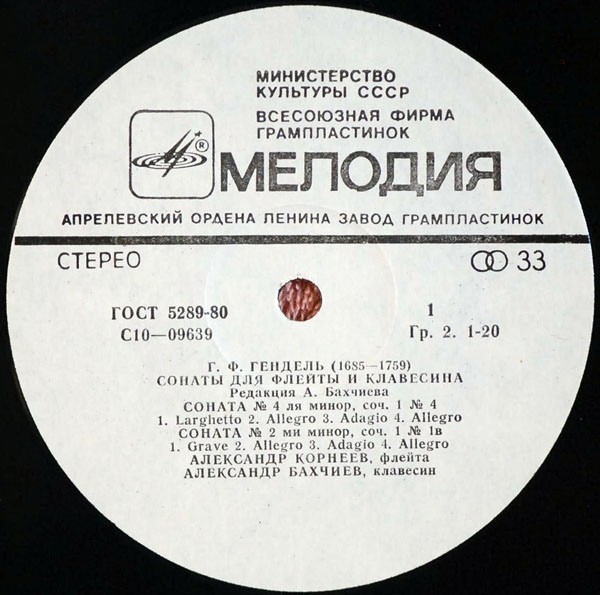 МИНИСТЕРСТВО
КУЛЬТУРЫ СССР
ВСЕСОЮЗНАЯ ФИРМА
ГРАМПЛАСТИНОК
® МЕЛОДИЯ
АПРЕЛЕВСКИЙ ОРДЕНА ЛЕНИНА ЗАВОД ГРАМПЛАСТИНОК
СТЕРЕО 33
ГОСТ 5289-80 1
С10—09639 Гр. 2. 1-20
Г. Ф. ГЕНДЕЛЬ (1685—1759)
СОНАТЫ ДЛЯ ФЛЕЙТЫ И КЛАВЕСИНА
Редакция А. Бахчиева
СОНАТА № 4 ля минор, соч. 1 № 4
1. Larghetto 2. Allegro 3. Adagio 4. Allegro
СОНАТА № 2 ми минор, соч. 1 № 1в
1. Grave 2. Allegro 3. Adagio 4. Allegro
АЛЕКСАНДР КОРНЕЕВ, флейта
АЛЕКСАНДР БАХЧИЕВ, клавесин